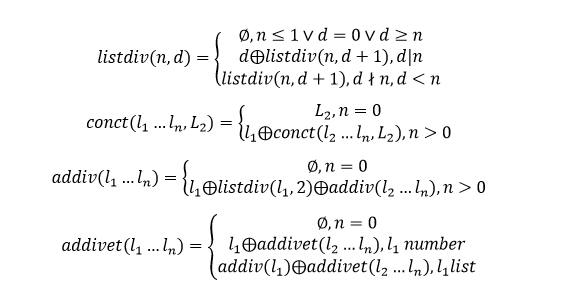 listdiv(n, d) = { ∅, n ≤ 1 ∨ d = 0 ∨ d ≥ n
d⊕listdiv(n, d + 1), d|n
listdiv(n, d + 1), d ∤ n, d < n
conct(l₁ … lₙ, L₂) = { L₂, n = 0
l₁⊕conct(l₂ … lₙ, L₂), n > 0
addiv(l₁ … lₙ) = { ∅, n = 0
l₁⊕listdiv(l₁, 2)⊕addiv(l₂ … lₙ), n > 0
addivet(l₁ … lₙ) = { ∅, n = 0
l₁⊕addivet(l₂ … lₙ), l₁ number
addiv(l₁)⊕addivet(l₂ … lₙ), l₁list